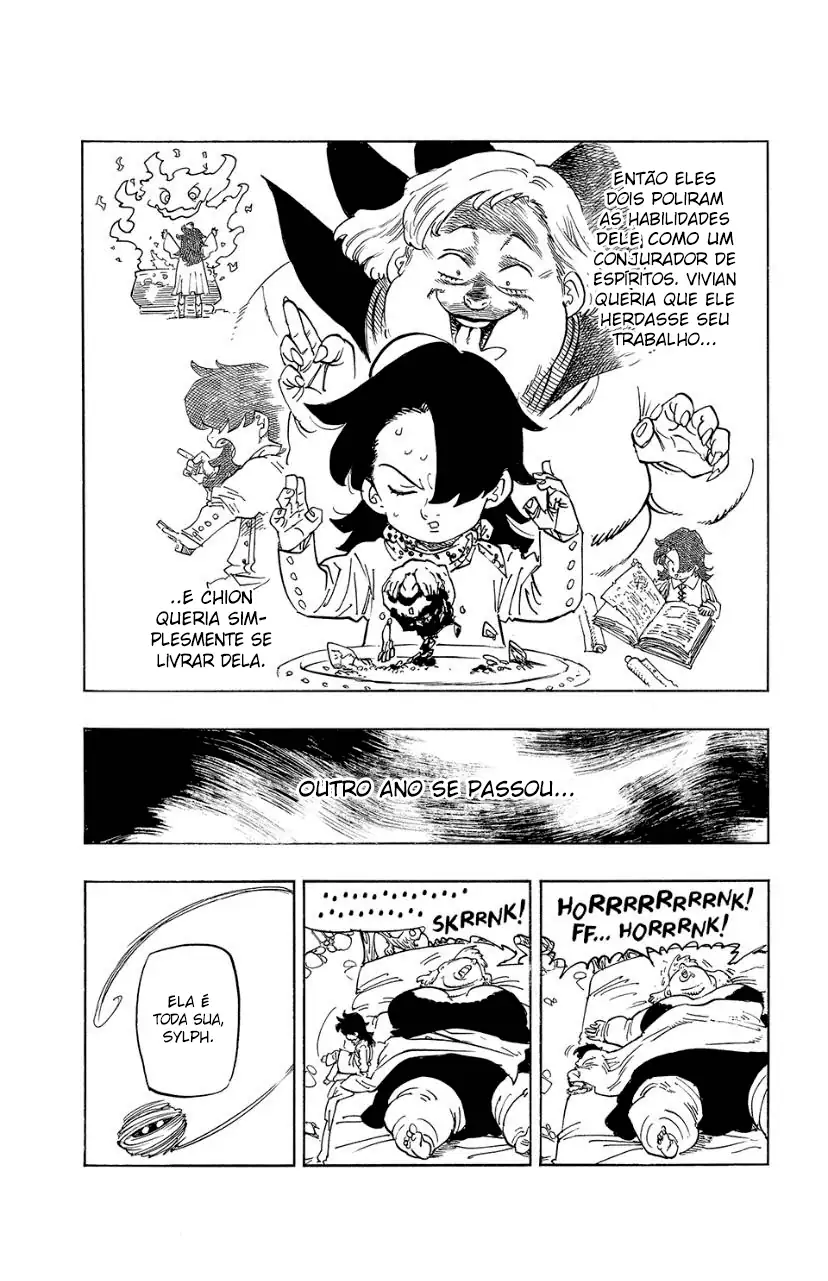 ENTÃO ELES
DOIS POLIRAM
AS HABILIDADES
DELE, COMO UM
CONJURADOR DE
ESPÍRITOS. VIVIAN
QUERIA QUE ELE
HERDASSE SEU
TRABALHO...
..E CHION
QUERIA SIM-
PLESMENTE SE
LIVRAR DELA.
OUTRO ANO SE PASSOU...
ELA É
TODA SUA,
SYLPH.
SKRRNK!
HORRRRRRRRNK!
FF... HORRRNK!